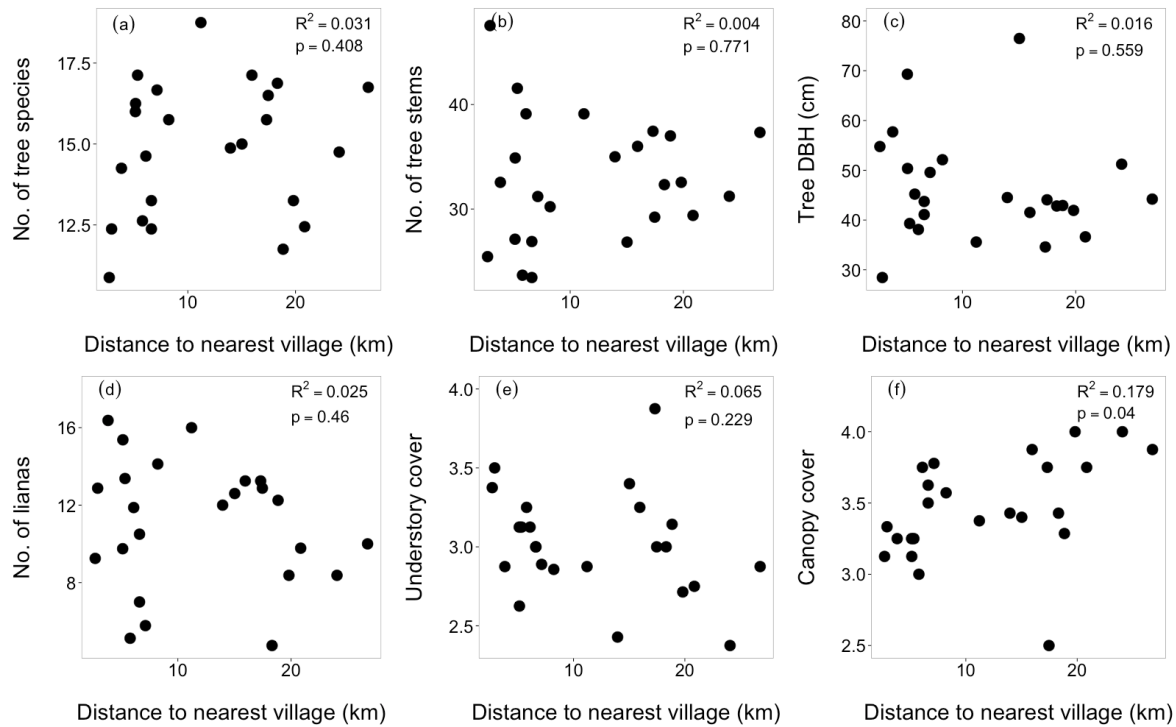 (a)
R² = 0.031
p = 0.408
No. of tree species
17.5
15.0
12.5
10
20
Distance to nearest village (km)
(b)
R² = 0.004
p = 0.771
No. of tree stems
40
30
10
20
Distance to nearest village (km)
(c)
R² = 0.016
p = 0.559
Tree DBH (cm)
80
70
60
50
40
30
10
20
Distance to nearest village (km)
(d)
R² = 0.025
p = 0.46
No. of lianas
16
12
8
10
20
Distance to nearest village (km)
(e)
R² = 0.065
p = 0.229
Understory cover
4.0
3.5
3.0
2.5
10
20
Distance to nearest village (km)
(f)
R² = 0.179
p = 0.04
Canopy cover
4.0
3.5
3.0
2.5
10
20
Distance to nearest village (km)